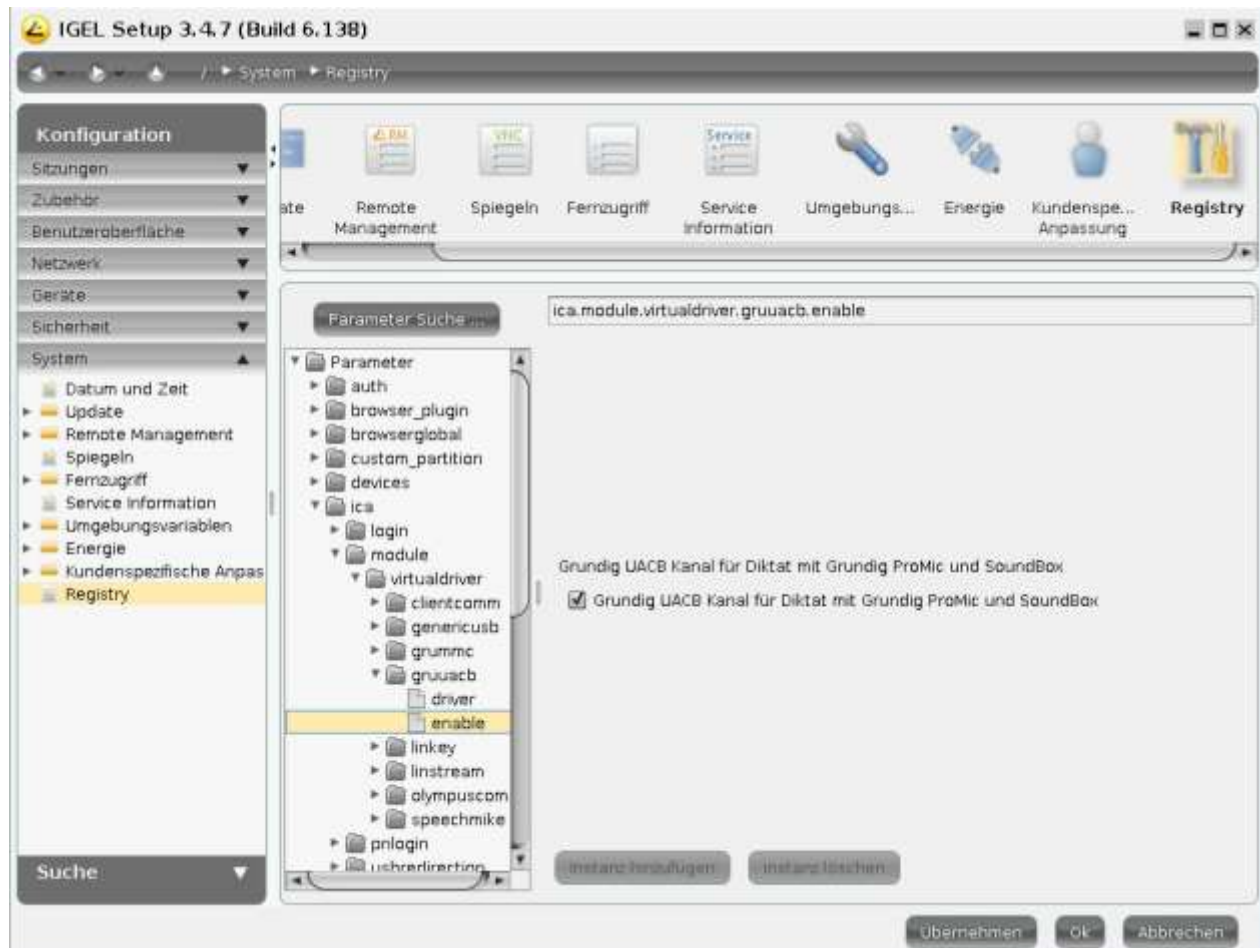 IGEL Setup 3.4.7 (Build 6.138)
/ System Registry
Konfiguration
Sitzungen
Zubehör
Benutzeroberfläche
Netzwerk
Geräte
Sicherheit
System
Datum und Zeit
Update
Remote Management
Spiegeln
Fernzugriff
Service Information
Umgebungsvariablen
Energie
Kundenspezifische Anpas
Registry
Suche
ate
RM
Remote
Management
VNC
Spiegeln
Fernzugriff
Service
Service
Information
Umgebungs...
Energie
Kundenspe...
Anpassung
Registry
Parameter Suche ...
ica.module.virtualdriver.gruuacb.enable
Parameter
auth
browser_plugin
browserglobal
custom_partition
devices
ica
login
module
virtualdriver
clientcomm
genericusb
grummc
gruuacb
driver
enable
linkey
linstream
olympuscom
speechmike
pnlogin
usbredirection
Grundig UACB Kanal für Diktat mit Grundig ProMic und SoundBox
Grundig UACB Kanal für Diktat mit Grundig ProMic und SoundBox
Instanz hinzufügen
Instanz löschen
Übernehmen
Ok
Abbrechen